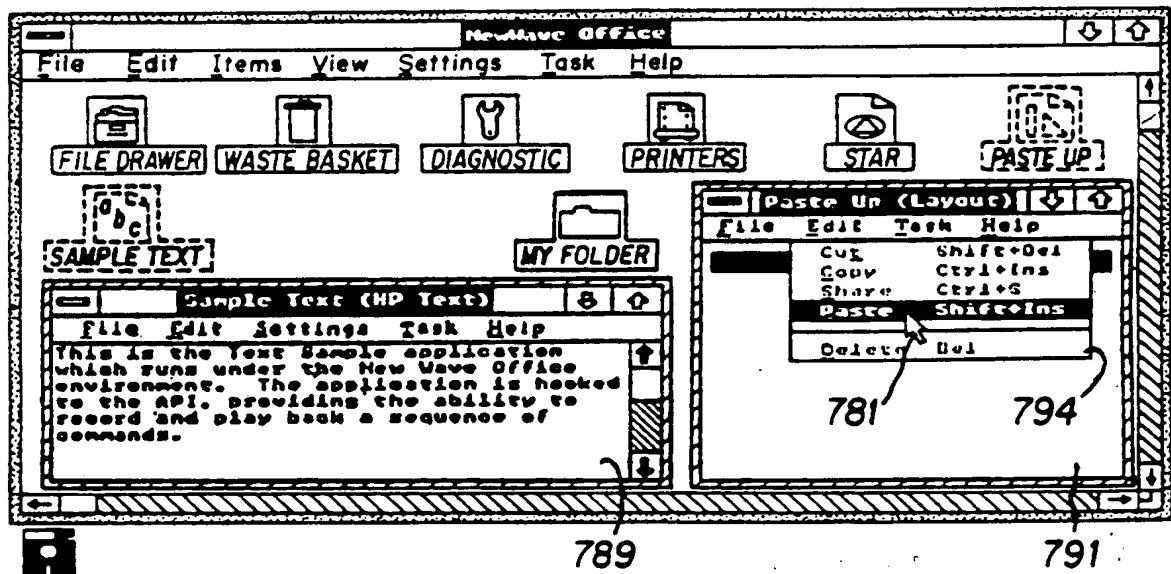 NewWave Office
File Edit Items View Settings Task Help
FILE DRAWER WASTE BASKET DIAGNOSTIC PRINTERS STAR PASTE UP
abc
SAMPLE TEXT MY FOLDER
Paste Up (Layout)
File Edit Task Help
Cut Shift+Del
Copy Ctrl+Ins
Share Ctrl+S
Paste Shift+Ins
Delete Del
781 794
Sample Text (HP Text)
File Edit Settings Task Help
This is the Text Sample application
which runs under the New Wave Office
environment. The application is hooked
to the API, providing the ability to
record and play back a sequence of
commands.
789 791